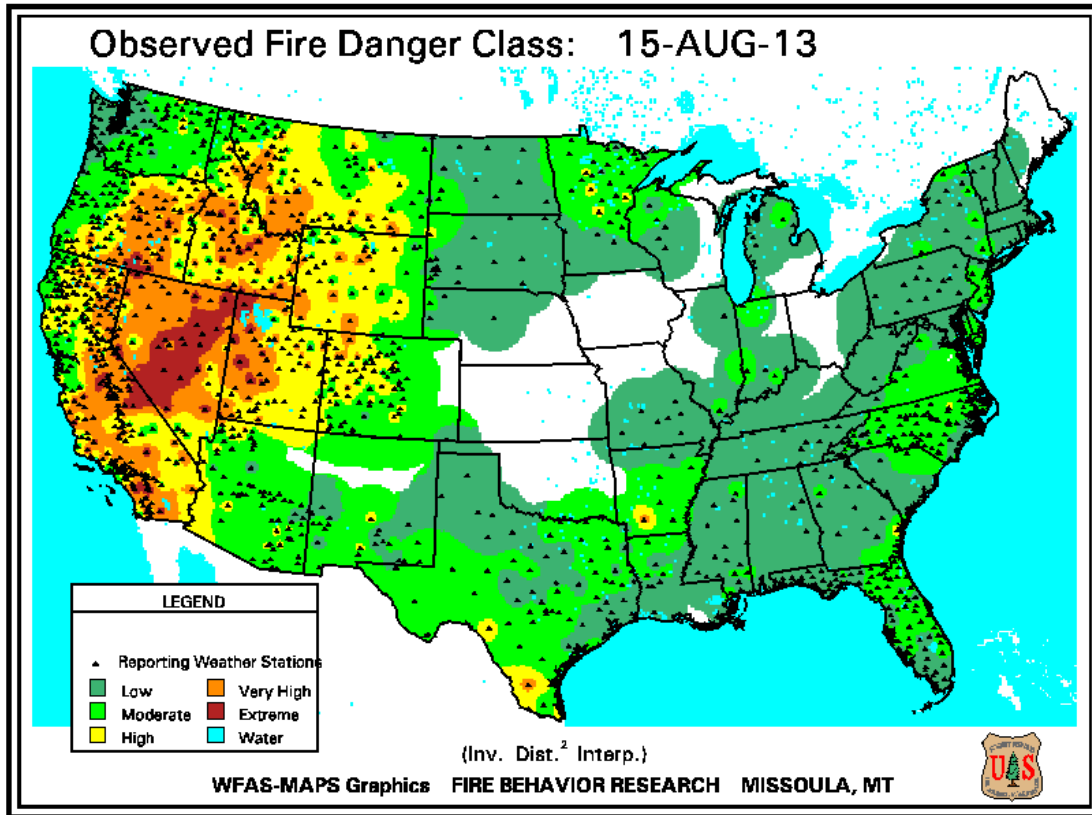 Observed Fire Danger Class: 15-AUG-13
LEGEND
Reporting Weather Stations
Low
Very High
Moderate
Extreme
High
Water
(Inv. Dist.² Interp.)
WFAS-MAPS Graphics FIRE BEHAVIOR RESEARCH MISSOULA, MT
US